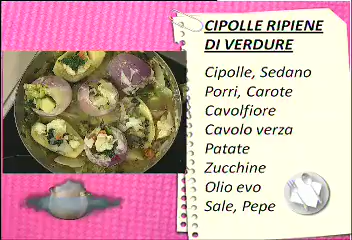 CIPOLLE RIPIENE
DI VERDURE
Cipolle, Sedano
Porri, Carote
Cavolfiore
Cavolo verza
Patate
Zucchine
Olio evo
Sale, Pepe